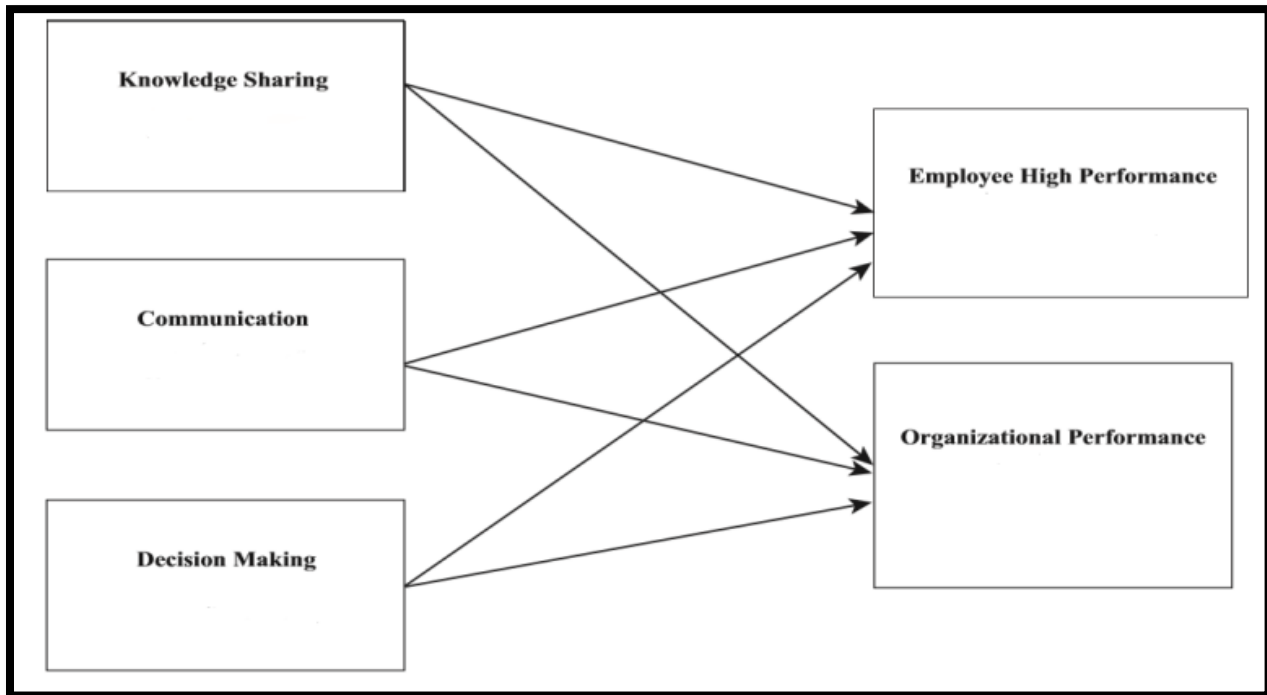 Knowledge Sharing
Communication
Decision Making
Employee High Performance
Organizational Performance